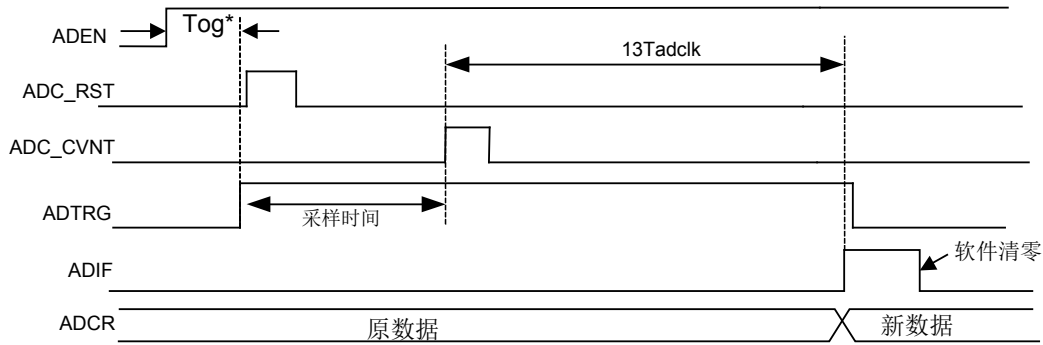 ADEN
Tog*
13Tadclk
ADC_RST
ADC_CVNT
ADTRG
采样时间
ADIF
软件清零
ADCR
原数据
新数据